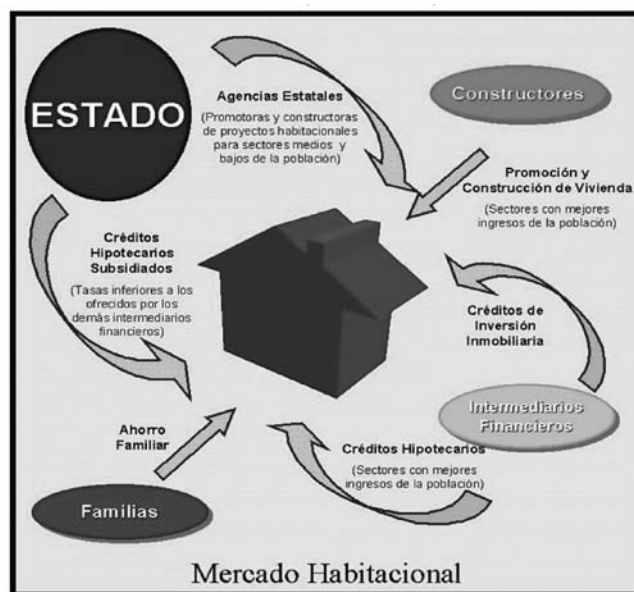 ESTADO
Agencias Estatales
(Promotoras y constructoras
de proyectos habitacionales
para sectores medios y
bajos de la población)
Constructores
Promoción y
Construcción de Vivienda
(Sectores con mejores
ingresos de la población)
Créditos
Hipotecarios
Subsidiados
(Tasas inferiores a los
ofrecidos por los
demás intermediarios
financieros)
Créditos de
Inversión
Inmobiliaria
Intermediarios
Financieros
Ahorro
Familiar
Créditos Hipotecarios
(Sectores con mejores
ingresos de la población)
Familias
Mercado Habitacional